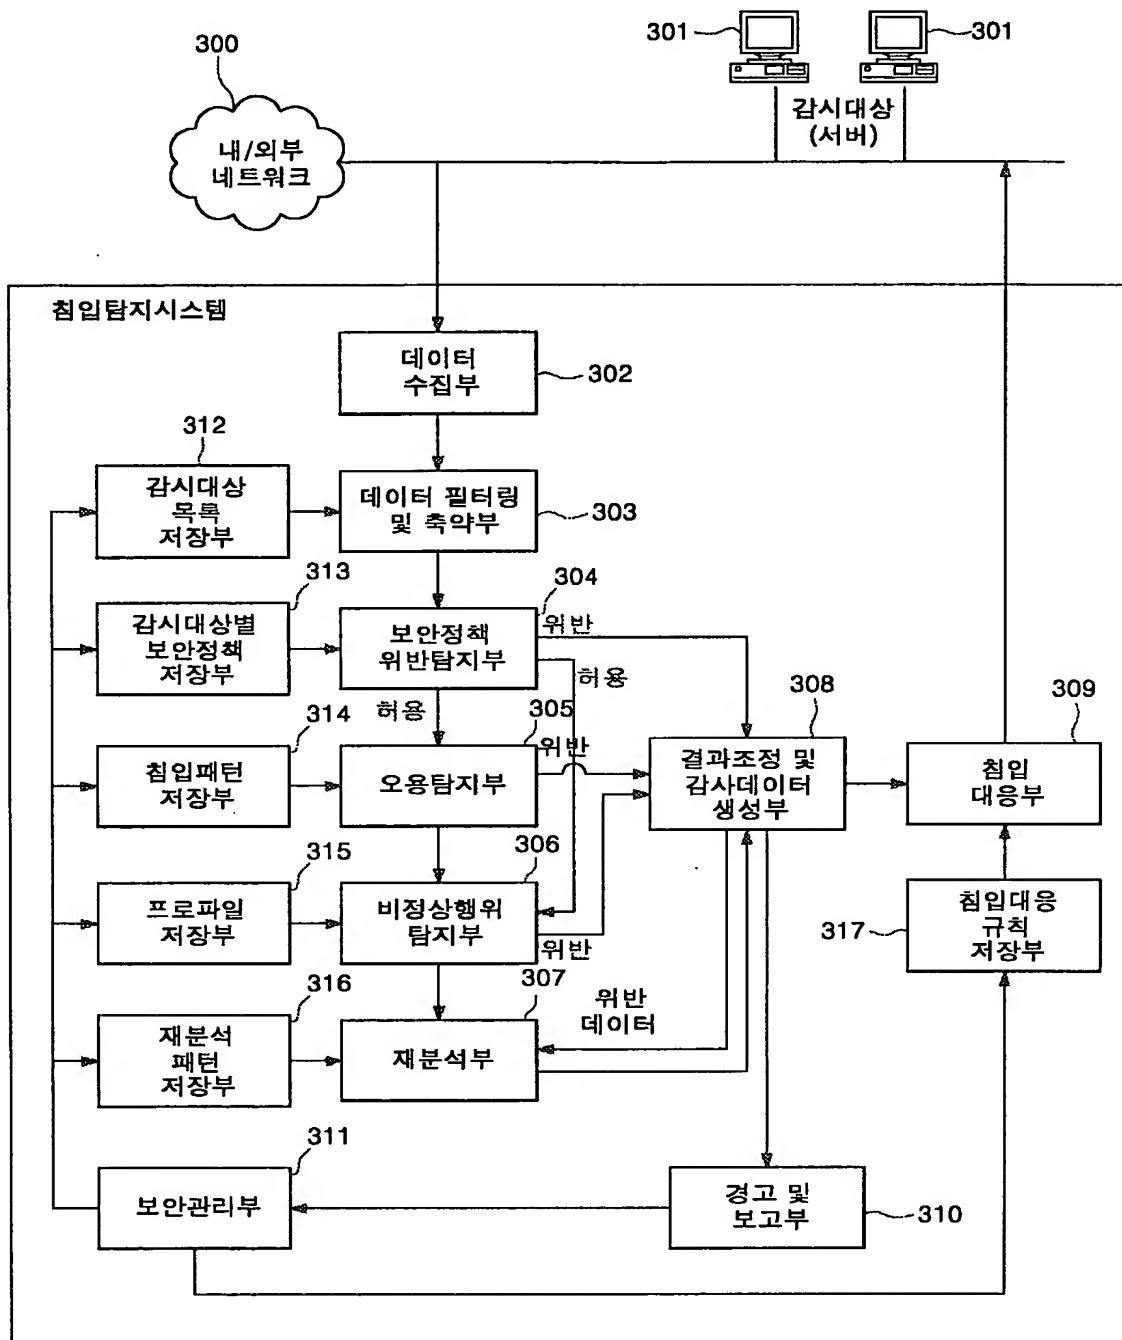 300
301
301
감시대상
(서버)
내/외부
네트워크
침입탐지시스템
데이터
수집부
302
312
감시대상
목록
저장부
데이터 필터링
및 축약부
303
313
304
감시대상별
보안정책
저장부
보안정책
위반탐지부
위반
허용
허용
314
305
308
309
침입패턴
저장부
오용탐지부
위반
결과조정 및
감사데이터
생성부
침입
대응부
315
306
프로파일
저장부
비정상행위
탐지부
위반
317
침입대응
규칙
저장부
316
307
위반
데이터
재분석
패턴
저장부
재분석부
311
보안관리부
경고 및
보고부
310